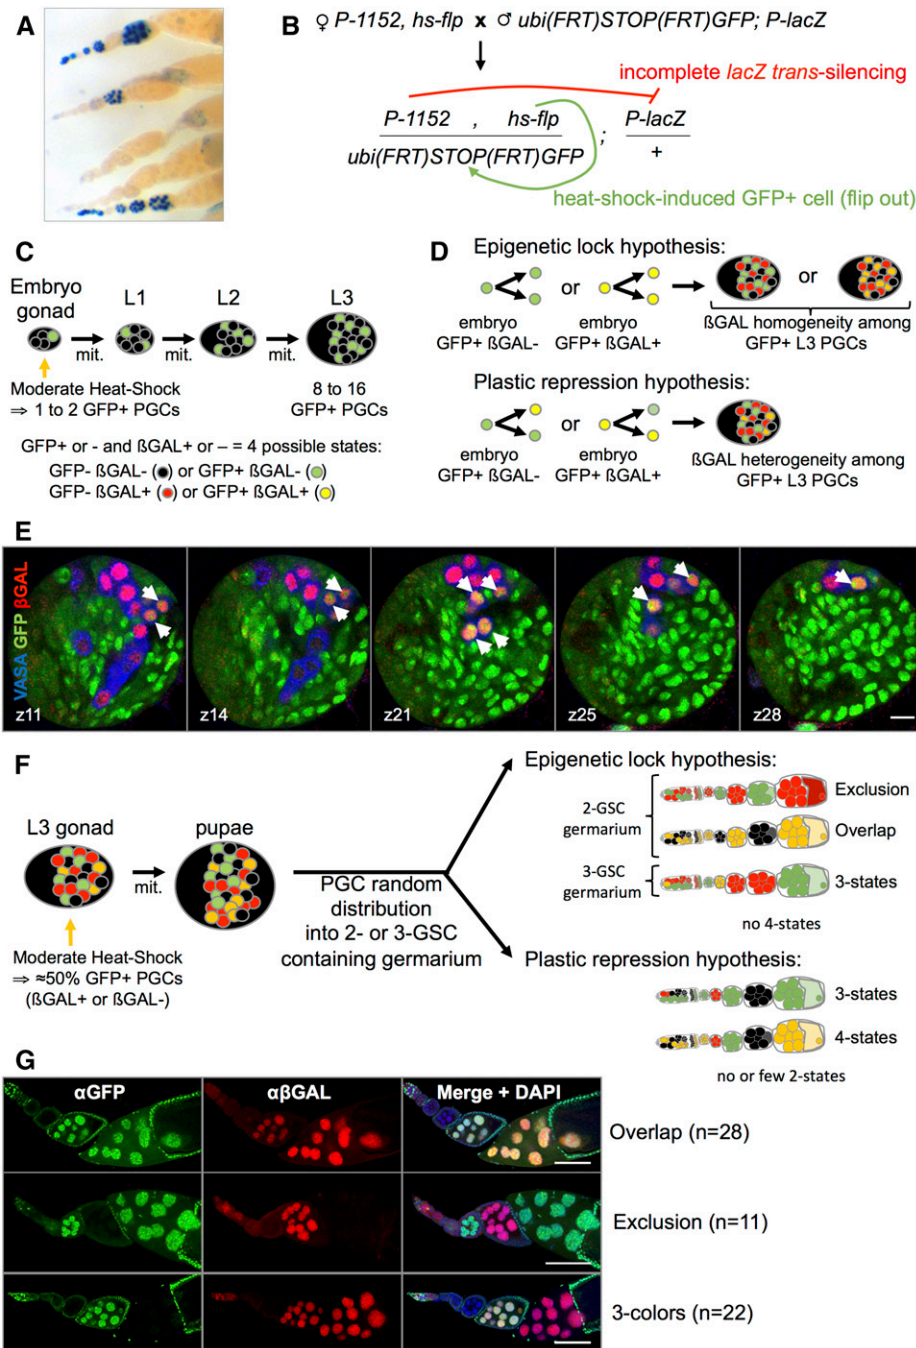 A
B
♀ P-1152, hs-flp x ♂ ubi(FRT)STOP(FRT)GFP; P-lacZ
incomplete lacZ trans-silencing
P-1152 , hs-flp
P-lacZ
;
ubi(FRT)STOP(FRT)GFP
+
heat-shock-induced GFP+ cell (flip out)
C
Embryo
gonad
L1
L2
L3
mit.
mit.
mit.
Moderate Heat-Shock
⇒ 1 to 2 GFP+ PGCs
8 to 16
GFP+ PGCs
GFP+ or - and ßGAL+ or – = 4 possible states:
GFP- ßGAL- ( ) or GFP+ ßGAL- ( )
GFP- ßGAL+ ( ) or GFP+ ßGAL+ ( )
D
Epigenetic lock hypothesis:
or
or
embryo
GFP+ ßGAL-
embryo
GFP+ ßGAL+
ßGAL homogeneity among
GFP+ L3 PGCs
Plastic repression hypothesis:
or
embryo
GFP+ ßGAL-
embryo
GFP+ ßGAL+
ßGAL heterogeneity among
GFP+ L3 PGCs
E
VASA GFP βGAL
z11
z14
z21
z25
z28
F
L3 gonad
pupae
mit.
Moderate Heat-Shock
⇒ ≈50% GFP+ PGCs
(ßGAL+ or ßGAL-)
PGC random
distribution
into 2- or 3-GSC
containing germarium
Epigenetic lock hypothesis:
2-GSC
germarium
Exclusion
Overlap
3-GSC
germarium
3-states
no 4-states
Plastic repression hypothesis:
3-states
4-states
no or few 2-states
G
αGFP
αβGAL
Merge + DAPI
Overlap (n=28)
Exclusion (n=11)
3-colors (n=22)